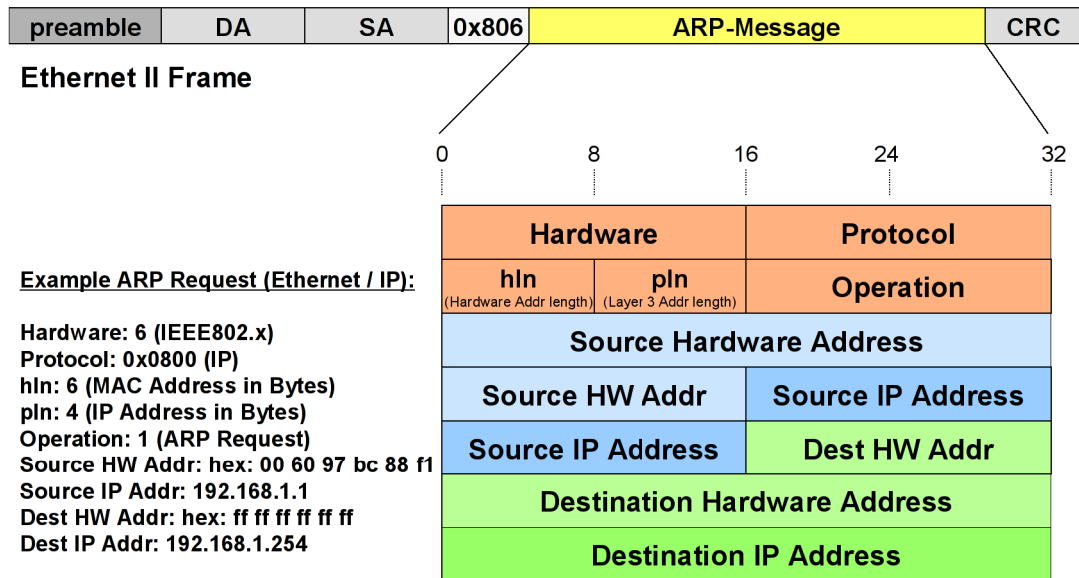 preamble DA SA 0x806 ARP-Message CRC
Ethernet II Frame
0 8 16 24 32
Hardware Protocol
hln pln Operation
(Hardware Addr length) (Layer 3 Addr length)
Source Hardware Address
Source HW Addr Source IP Address
Source IP Address Dest HW Addr
Destination Hardware Address
Destination IP Address
Example ARP Request (Ethernet / IP):
Hardware: 6 (IEEE802.x)
Protocol: 0x0800 (IP)
hln: 6 (MAC Address in Bytes)
pln: 4 (IP Address in Bytes)
Operation: 1 (ARP Request)
Source HW Addr: hex: 00 60 97 bc 88 f1
Source IP Addr: 192.168.1.1
Dest HW Addr: hex: ff ff ff ff ff ff
Dest IP Addr: 192.168.1.254